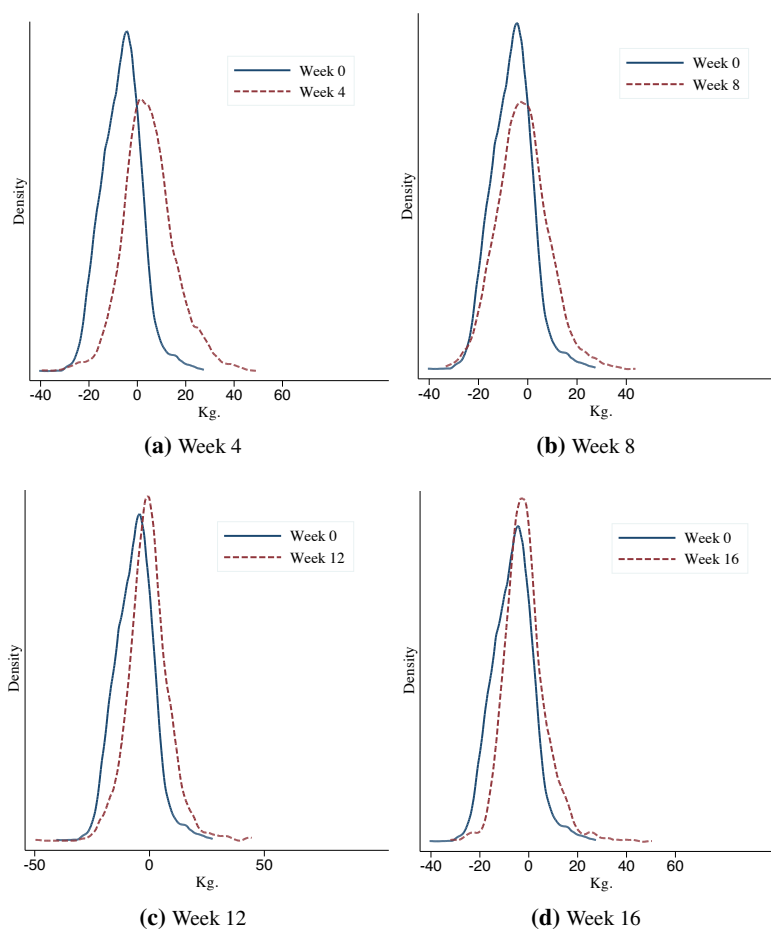 Density
Week 0
Week 4
-40 -20 0 20 40 60
Kg.
(a) Week 4
Density
Week 0
Week 8
-40 -20 0 20 40
Kg.
(b) Week 8
Density
Week 0
Week 12
-50 0 50
Kg.
(c) Week 12
Density
Week 0
Week 16
-40 -20 0 20 40 60
Kg.
(d) Week 16